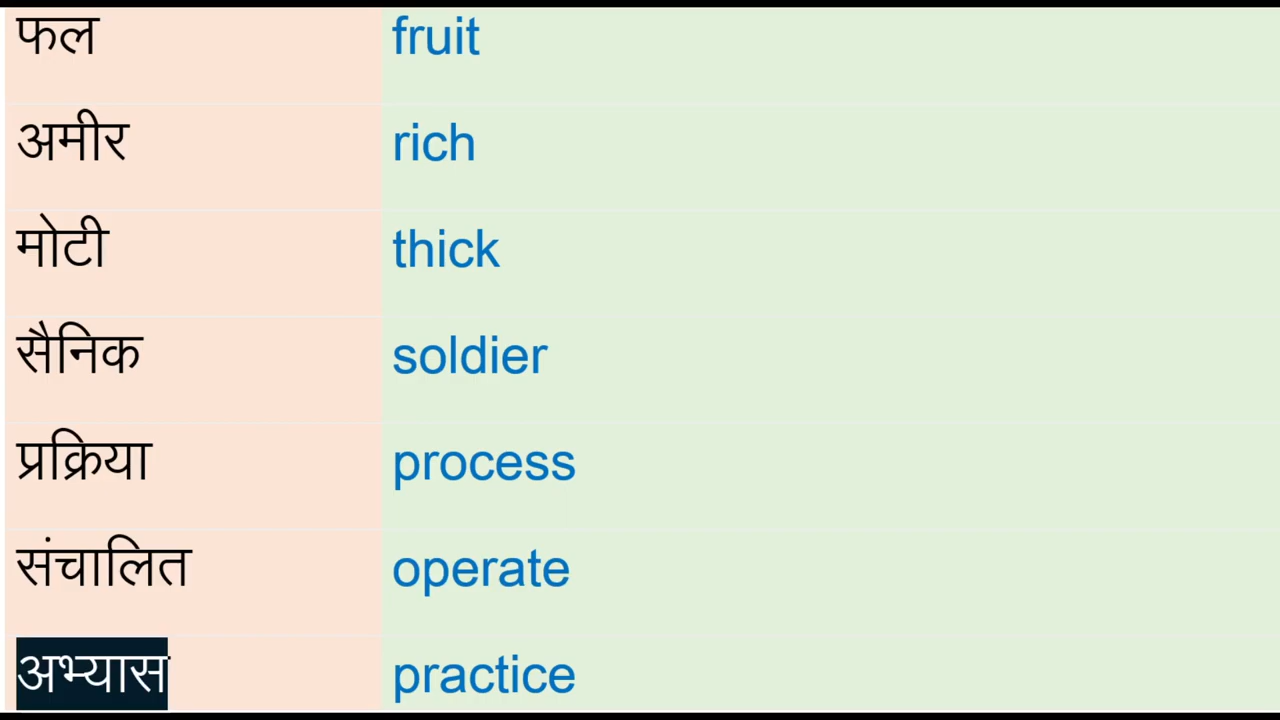 फल fruit
अमीर rich
मोटी thick
सैनिक soldier
प्रक्रिया process
संचालित operate
अभ्यास practice